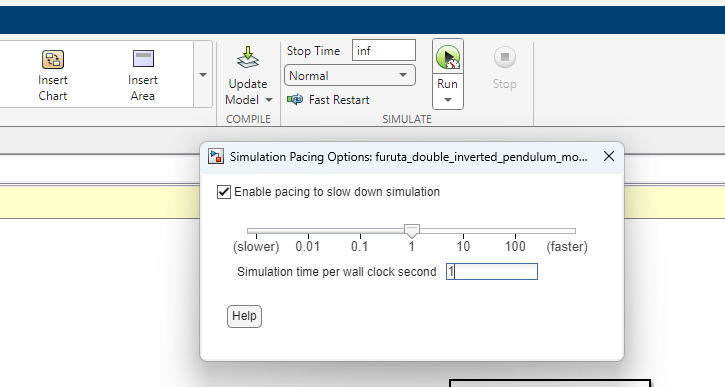 Stop Time inf
Insert
Chart
Insert
Area
Update
Model
Normal
Fast Restart
Run
Stop
COMPILE
SIMULATE
Simulation Pacing Options: furuta_double_inverted_pendulum_mo...
Enable pacing to slow down simulation
(slower) 0.01 0.1 1 10 100 (faster)
Simulation time per wall clock second 1
Help